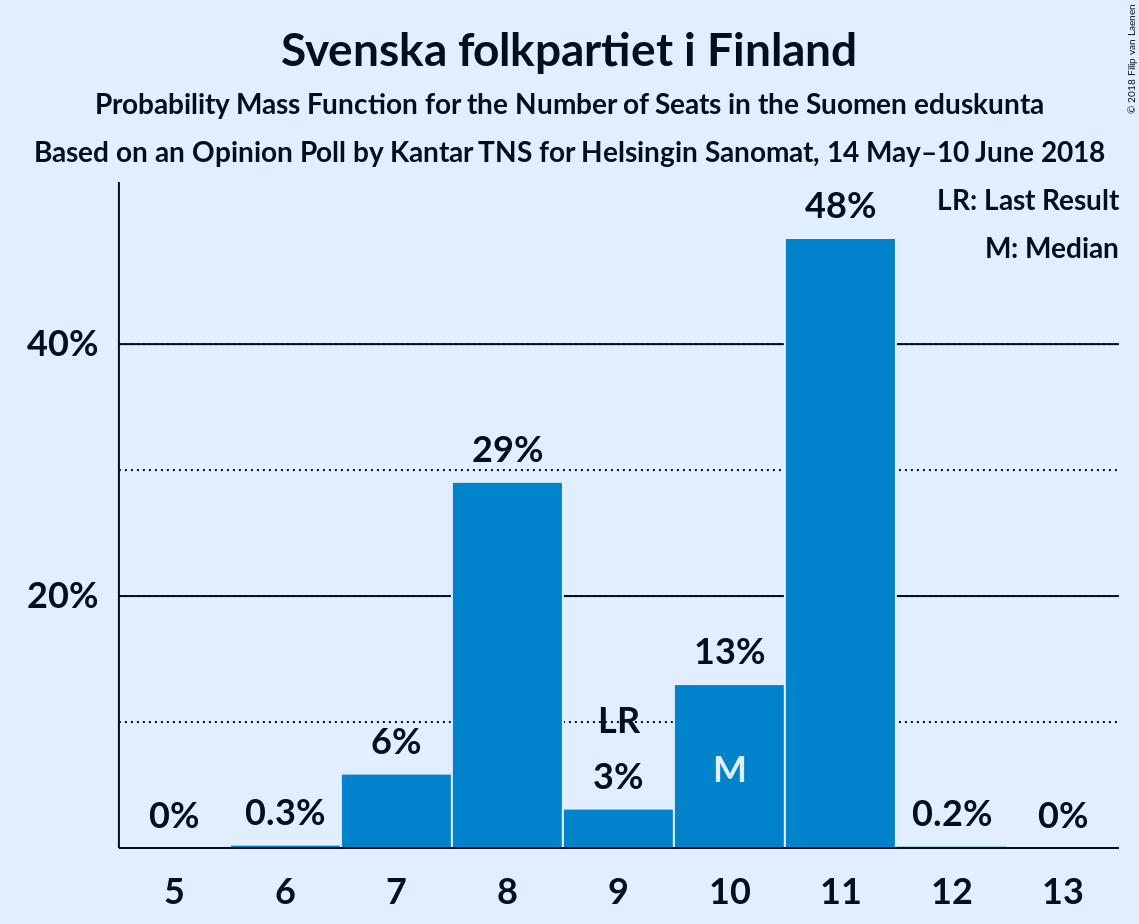 Svenska folkpartiet i Finland
Probability Mass Function for the Number of Seats in the Suomen eduskunta
Based on an Opinion Poll by Kantar TNS for Helsingin Sanomat, 14 May–10 June 2018
© 2018 Filip van Laenen
LR: Last Result
M: Median
40%
20%
0%
0.3%
6%
29%
LR
3%
13%
M
48%
0.2%
0%
5 6 7 8 9 10 11 12 13